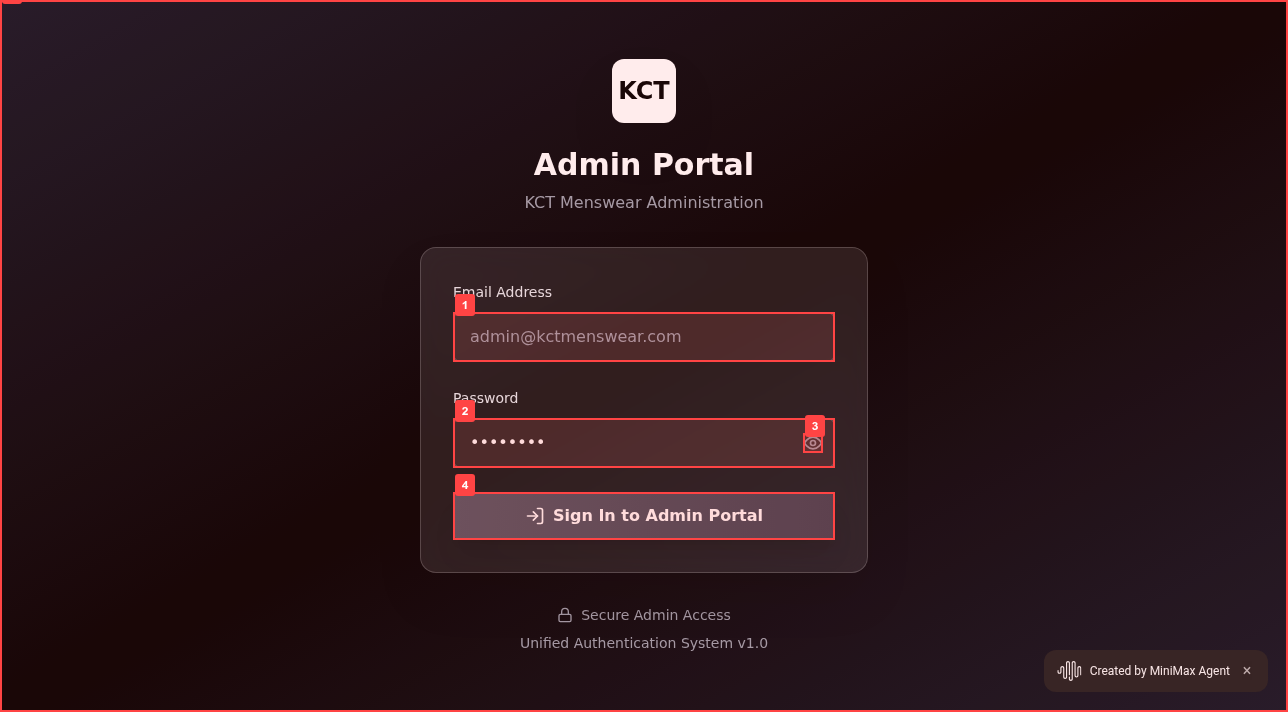 KCT
Admin Portal
KCT Menswear Administration
Email Address
1
admin@kctmenswear.com
Password
2
3
••••••••
4
Sign In to Admin Portal
Secure Admin Access
Unified Authentication System v1.0
Created by MiniMax Agent ×